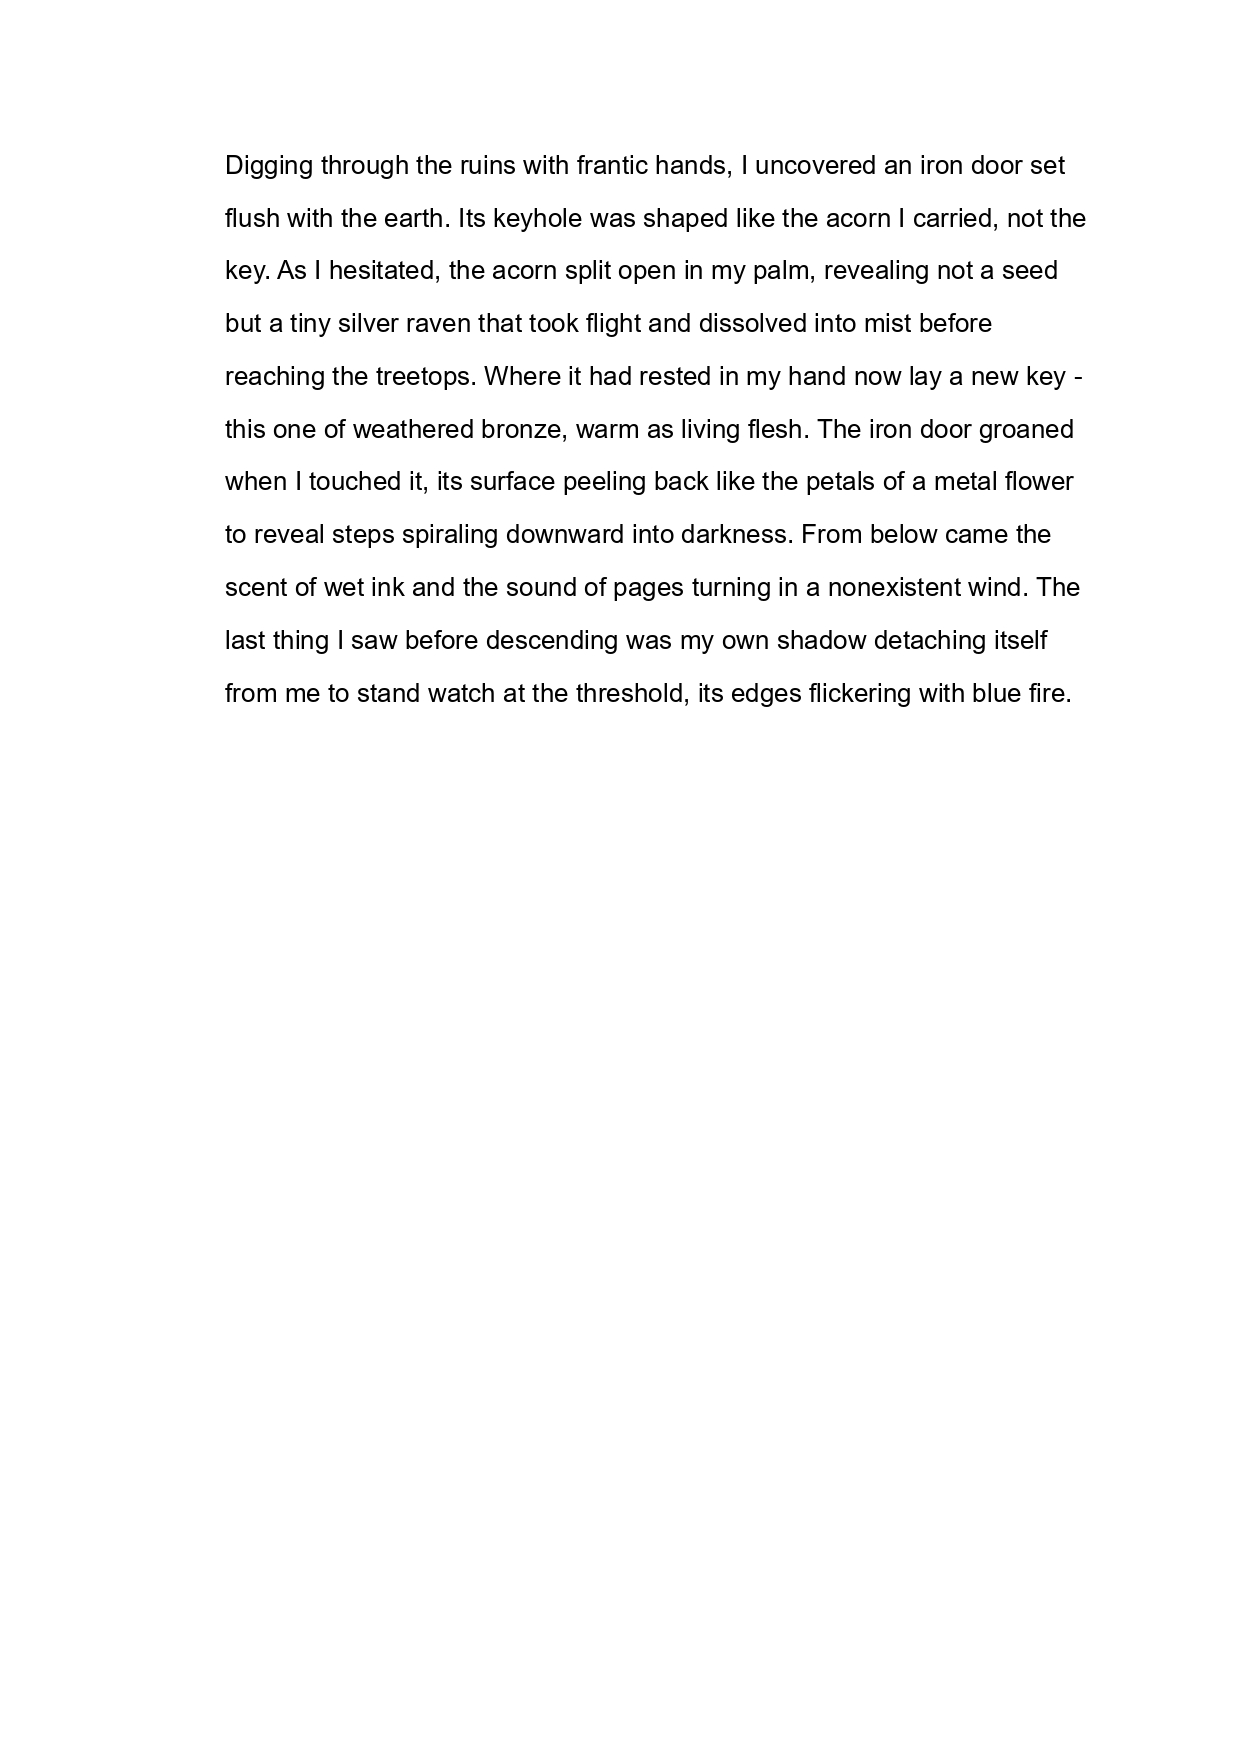 Digging through the ruins with frantic hands, I uncovered an iron door set
flush with the earth. Its keyhole was shaped like the acorn I carried, not the
key. As I hesitated, the acorn split open in my palm, revealing not a seed
but a tiny silver raven that took flight and dissolved into mist before
reaching the treetops. Where it had rested in my hand now lay a new key -
this one of weathered bronze, warm as living flesh. The iron door groaned
when I touched it, its surface peeling back like the petals of a metal flower
to reveal steps spiraling downward into darkness. From below came the
scent of wet ink and the sound of pages turning in a nonexistent wind. The
last thing I saw before descending was my own shadow detaching itself
from me to stand watch at the threshold, its edges flickering with blue fire.